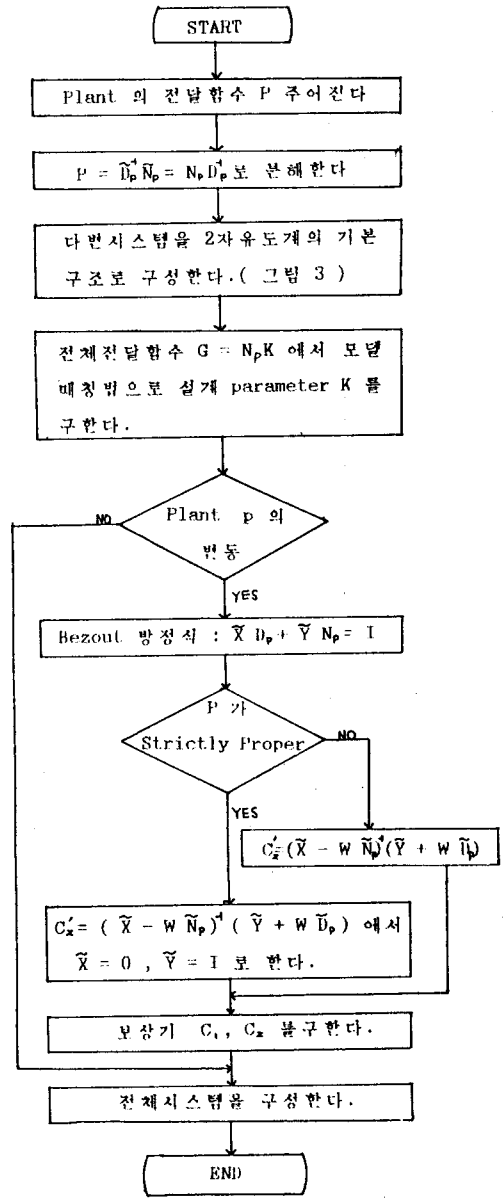 START
Plant 의 전달함수 P 주어진다
P = D̃ₚ⁻¹ Ñₚ = Nₚ Dₚ⁻¹ 로 분해한다
다변시스템을 2자유도계의 기본
구조로 구성한다.( 그림 3 )
전체전달함수 G = NₚK 에서 모델
매칭법으로 설계 parameter K 를
구한다.
Plant p 의
변동
NO
YES
Bezout 방정식 : X̃ Dₚ + Ỹ Nₚ = I
P 가
Strictly Proper
NO
YES
C₂′= (X̃ - W Ñₚ)⁻¹(Ỹ + W D̃ₚ)
C₂′= ( X̃ - W Ñₚ)⁻¹ ( Ỹ + W D̃ₚ) 에서
X̃ = 0 , Ỹ = I 로 한다.
보상기 C₁, C₂ 를구한다.
전체시스템을 구성한다.
END